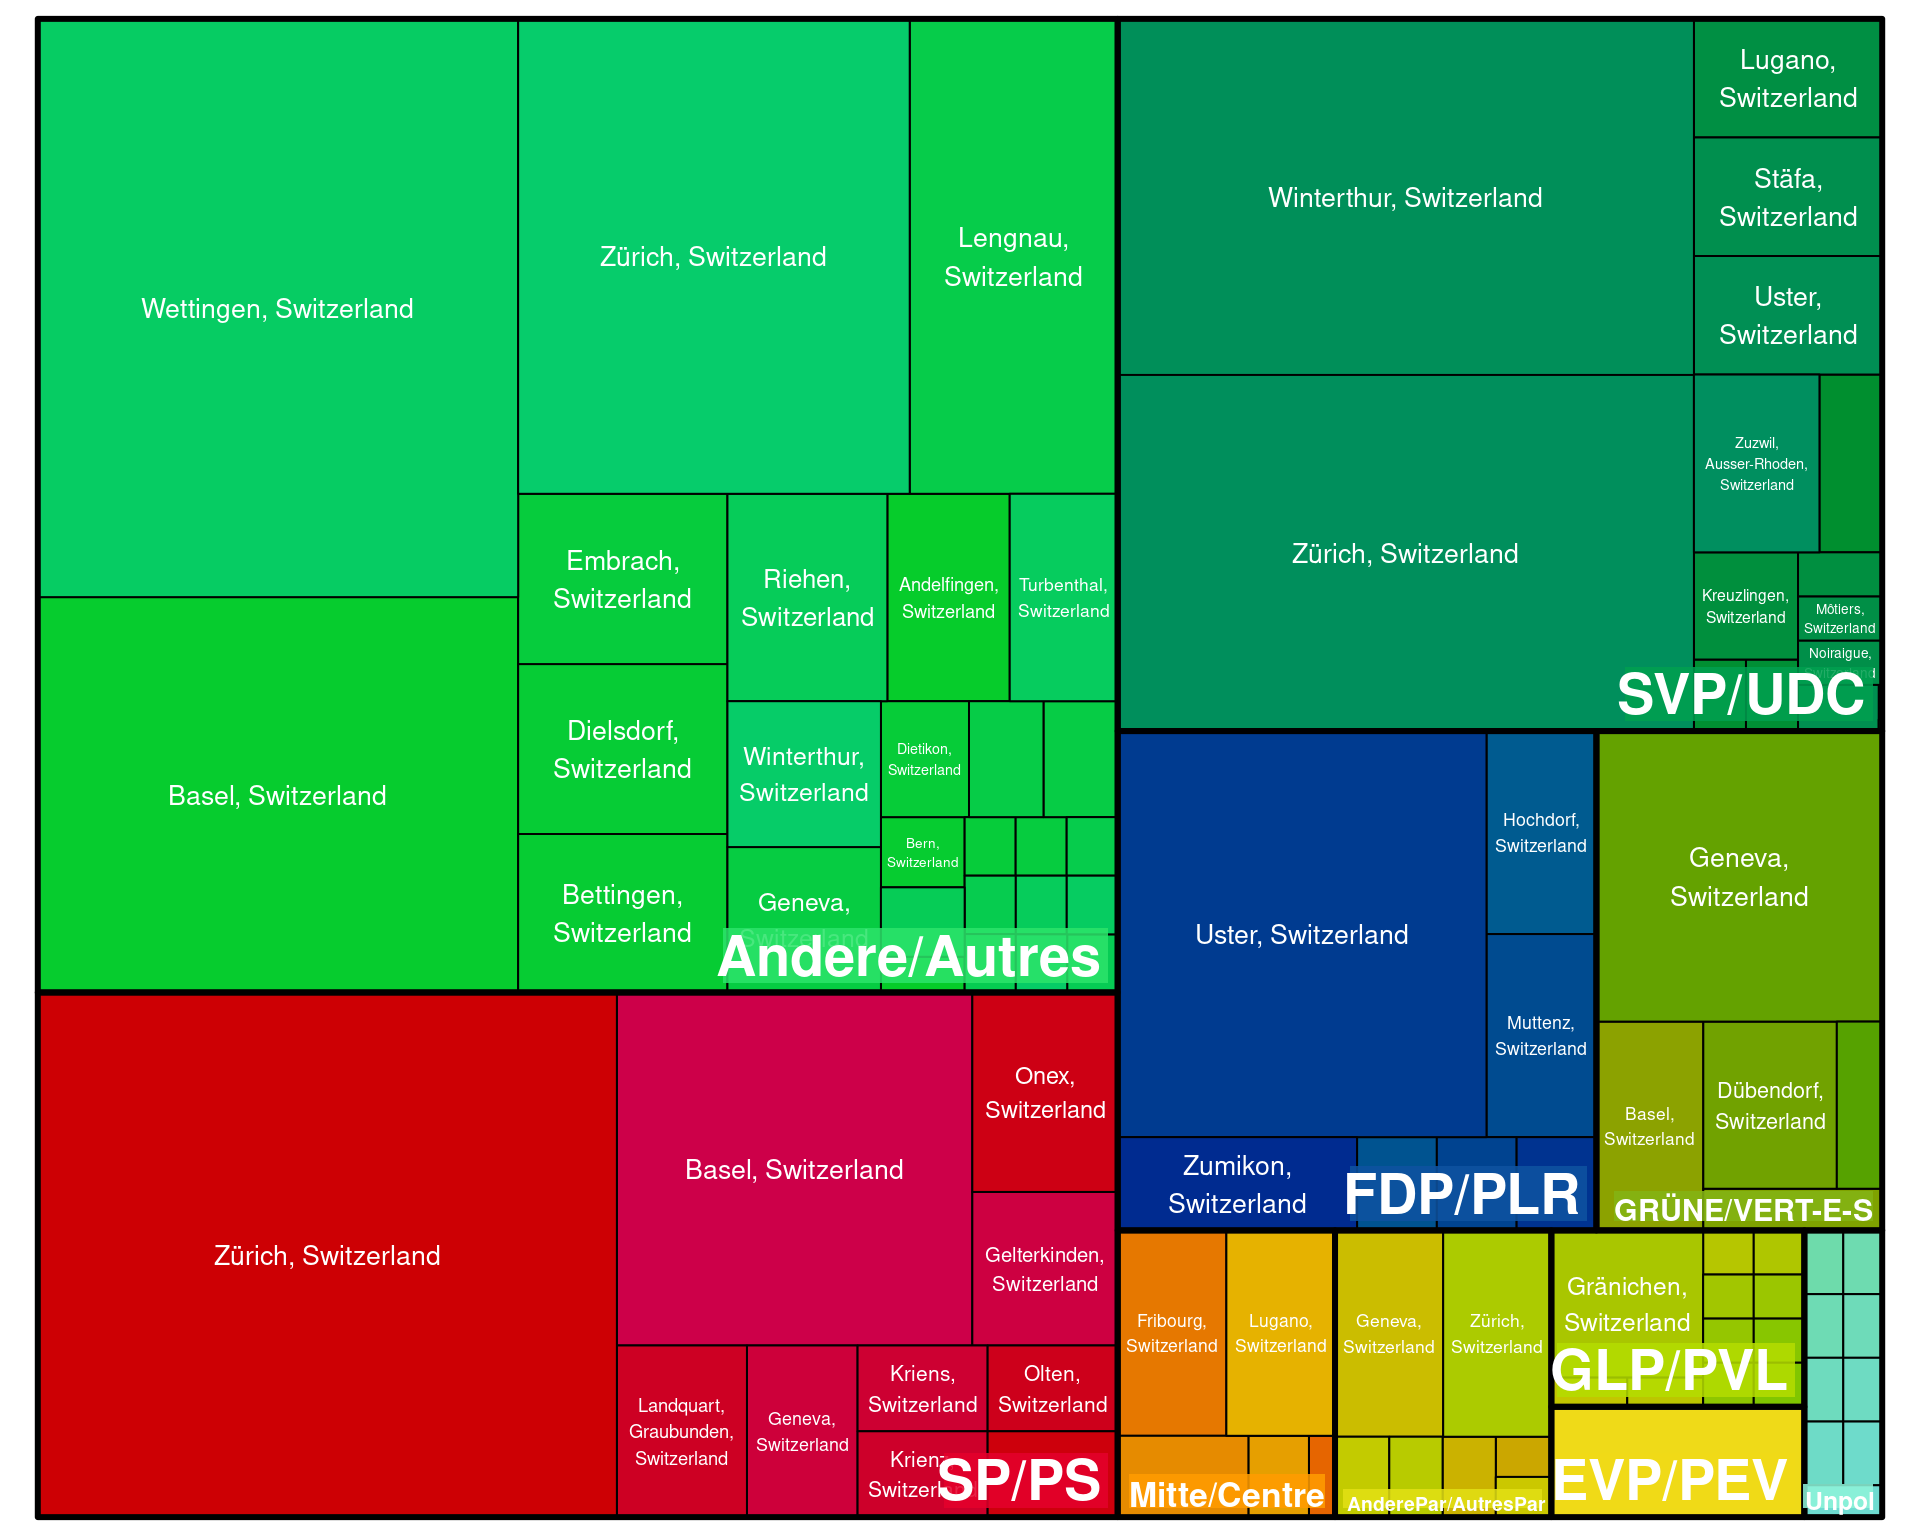 Wettingen, Switzerland
Zürich, Switzerland
Lengnau,
Switzerland
Basel, Switzerland
Embrach,
Switzerland
Riehen,
Switzerland
Andelfingen,
Switzerland
Turbenthal,
Switzerland
Dielsdorf,
Switzerland
Winterthur,
Switzerland
Dietikon,
Switzerland
Bern,
Switzerland
Bettingen,
Switzerland
Geneva,
Switzerland
Andere/Autres
Zürich, Switzerland
Basel, Switzerland
Onex,
Switzerland
Gelterkinden,
Switzerland
Landquart,
Graubunden,
Switzerland
Geneva,
Switzerland
Kriens,
Switzerland
Olten,
Switzerland
SP/PS
Winterthur, Switzerland
Lugano,
Switzerland
Stäfa,
Switzerland
Uster,
Switzerland
Zürich, Switzerland
Zuzwil,
Ausser-Rhoden,
Switzerland
Kreuzlingen,
Switzerland
Môtiers,
Switzerland
Noiraigue,
Switzerland
SVP/UDC
Uster, Switzerland
Hochdorf,
Switzerland
Muttenz,
Switzerland
Zumikon,
Switzerland
FDP/PLR
Geneva,
Switzerland
Basel,
Switzerland
Dübendorf,
Switzerland
GRÜNE/VERT-E-S
Fribourg,
Switzerland
Lugano,
Switzerland
Mitte/Centre
Geneva,
Switzerland
Zürich,
Switzerland
AnderePar/AutresPar
Gränichen,
Switzerland
GLP/PVL
EVP/PEV
Unpol